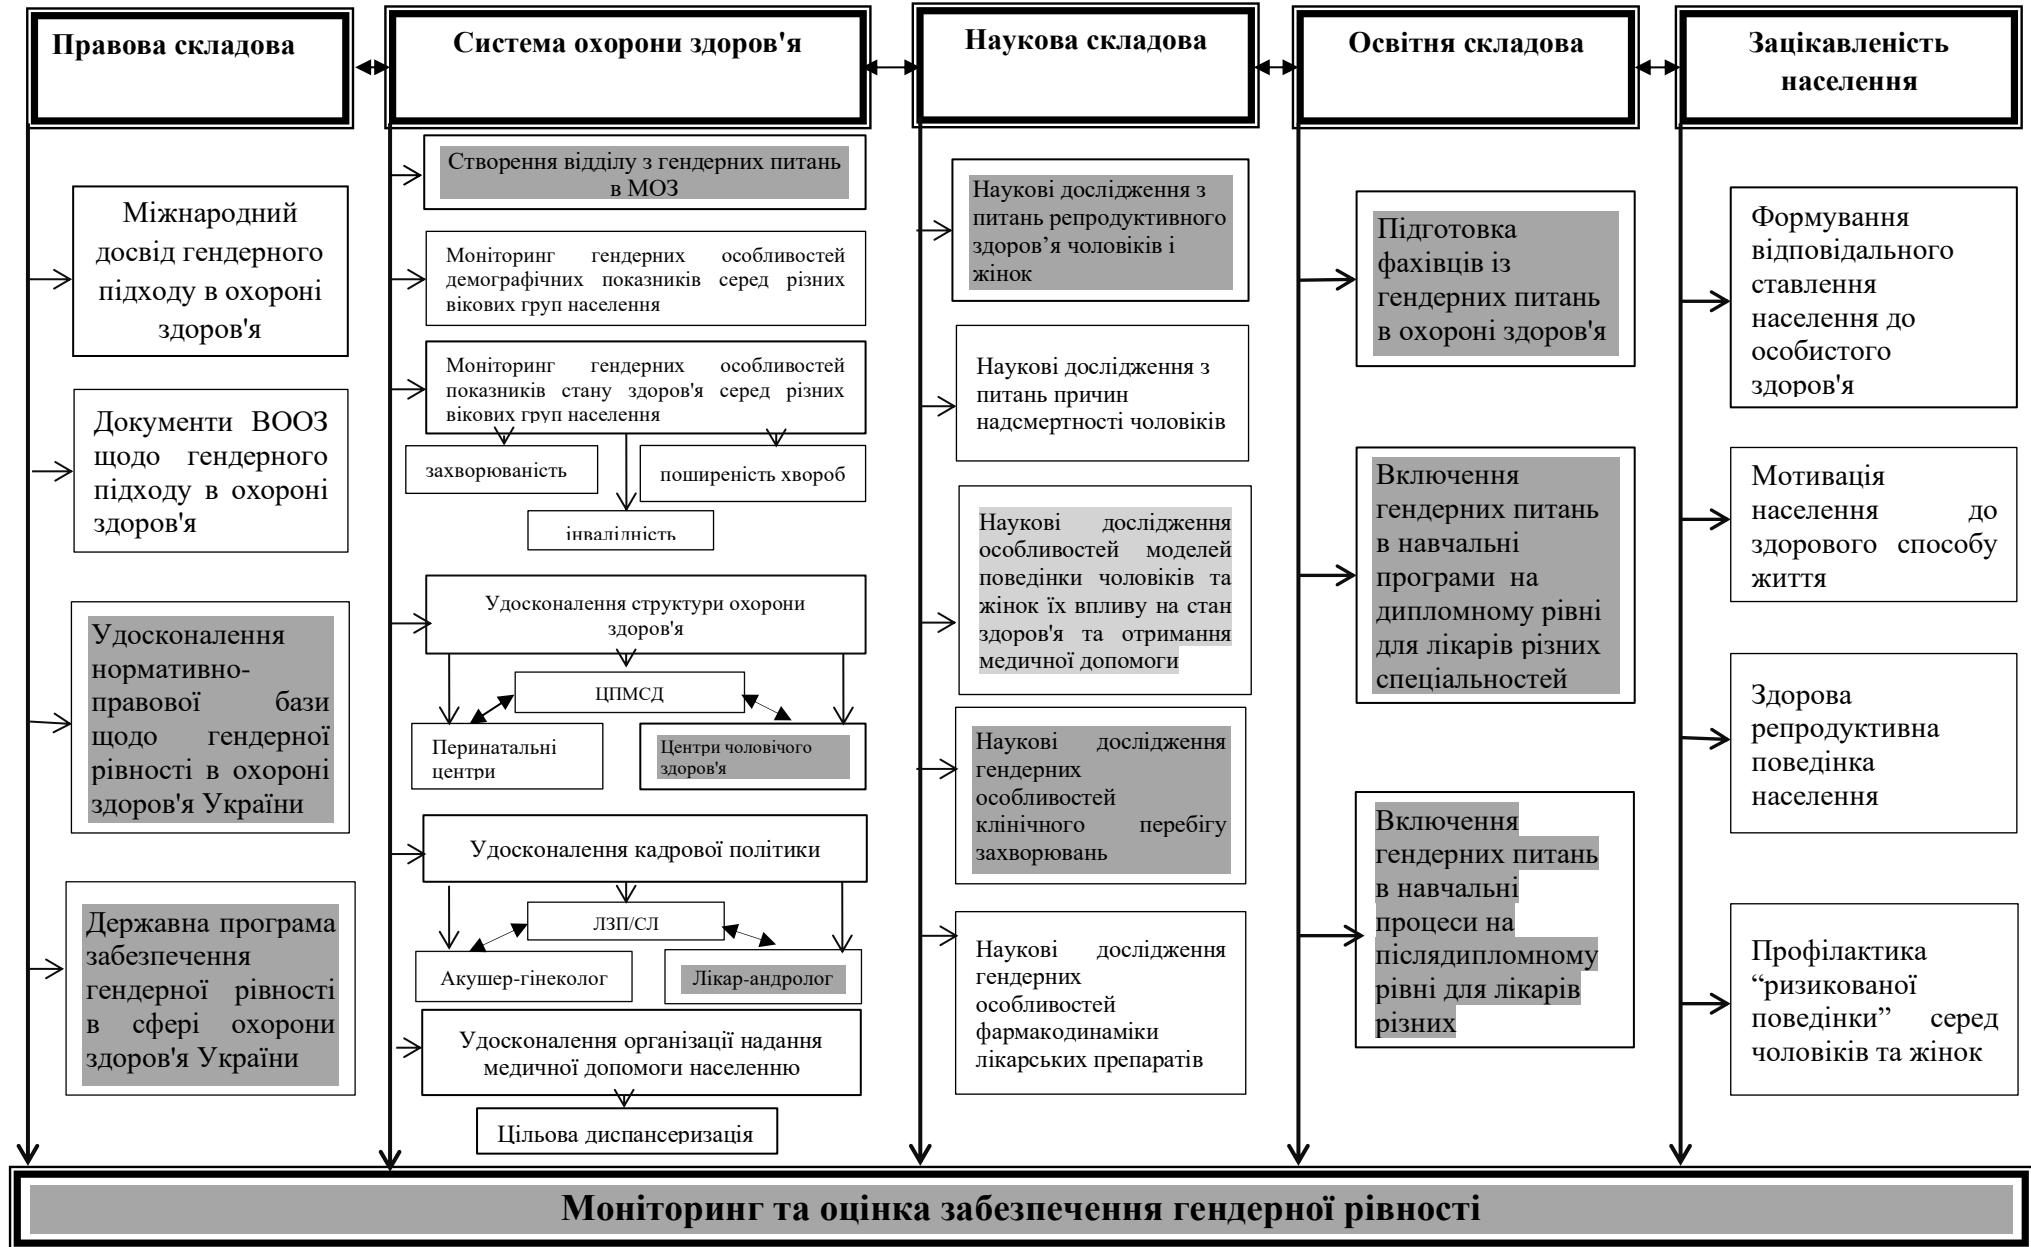 Правова складова
Система охорони здоров'я
Наукова складова
Освітня складова
Зацікавленість
населення
Міжнародний
досвід гендерного
підходу в охороні
здоров'я
Документи ВООЗ
щодо гендерного
підходу в охороні
здоров'я
Удосконалення
нормативно-
правової бази
щодо гендерної
рівності в охороні
здоров'я України
Державна програма
забезпечення
гендерної рівності
в сфері охорони
здоров'я України
Створення відділу з гендерних питань
в МОЗ
Моніторинг гендерних особливостей
демографічних показників серед різних
вікових груп населення
Моніторинг гендерних особливостей
показників стану здоров'я серед різних
вікових груп населення
захворюваність
поширеність хвороб
інвалідність
Удосконалення структури охорони
здоров'я
ЦПМСД
Перинатальні
центри
Центри чоловічого
здоров'я
Удосконалення кадрової політики
ЛЗП/СЛ
Акушер-гінеколог
Лікар-андролог
Удосконалення організації надання
медичної допомоги населенню
Цільова диспансеризація
Наукові дослідження з
питань репродуктивного
здоров’я чоловіків і
жінок
Наукові дослідження з
питань причин
надсмертності чоловіків
Наукові дослідження
особливостей моделей
поведінки чоловіків та
жінок їх впливу на стан
здоров'я та отримання
медичної допомоги
Наукові дослідження
гендерних
особливостей
клінічного перебігу
захворювань
Наукові дослідження
гендерних
особливостей
фармакодинаміки
лікарських препаратів
Підготовка
фахівців із
гендерних питань
в охороні здоров'я
Включення
гендерних питань
в навчальні
програми на
дипломному рівні
для лікарів різних
спеціальностей
Включення
гендерних питань
в навчальні
процеси на
післядипломному
рівні для лікарів
різних
Формування
відповідального
ставлення
населення до
особистого
здоров'я
Мотивація
населення до
здорового способу
життя
Здорова
репродуктивна
поведінка
населення
Профілактика
“ризикованої
поведінки” серед
чоловіків та жінок
Моніторинг та оцінка забезпечення гендерної рівності